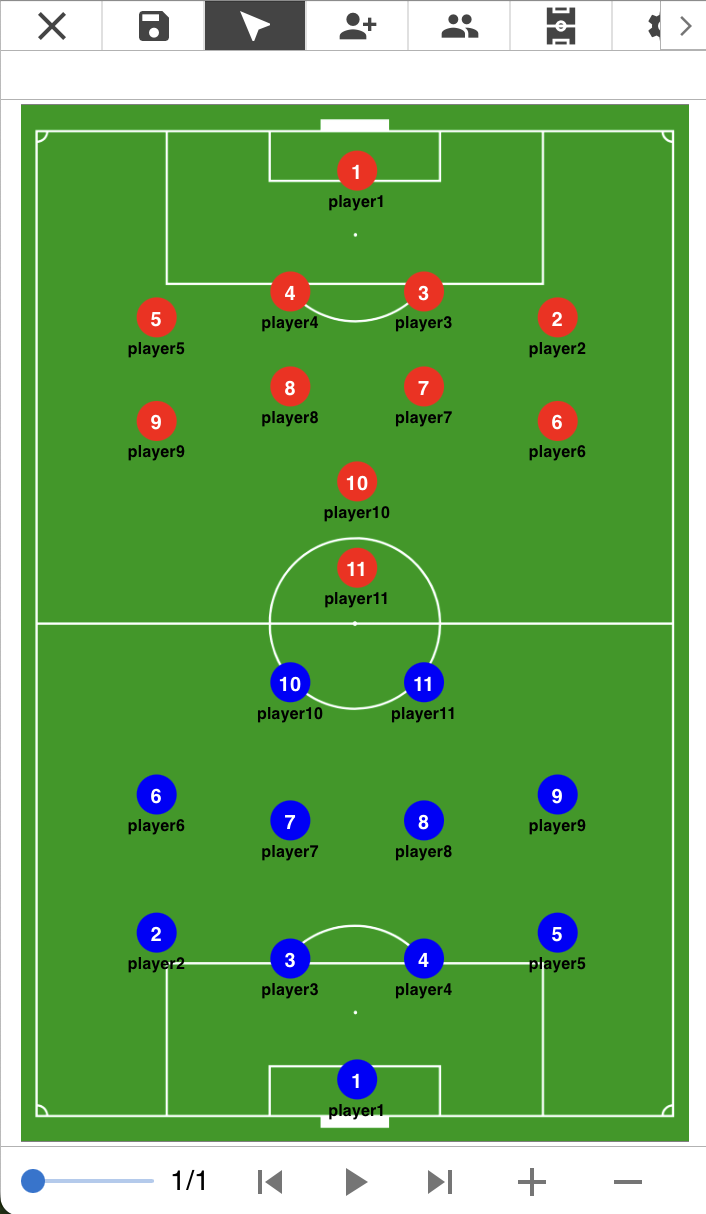 1
player1
4 3
player4 player3
5 2
player5 player2
8 7
player8 player7
9 6
player9 player6
10
player10
11
player11
10 11
player10 player11
6 9
player6 player9
7 8
player7 player8
2 5
player2 player5
3 4
player3 player4
1
player1
1/1